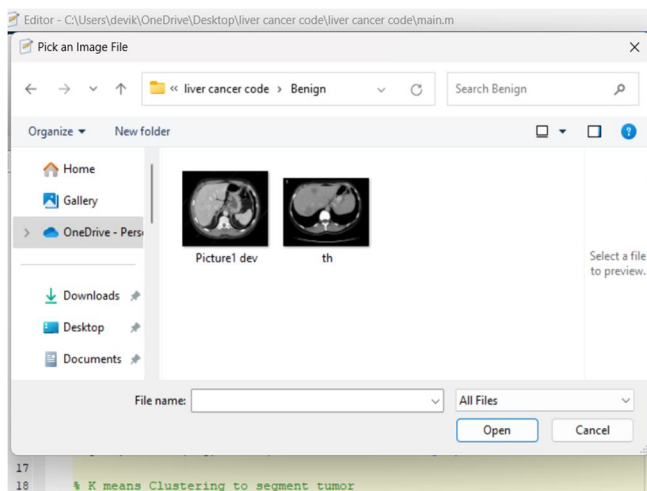 Editor - C:\Users\devik\OneDrive\Desktop\liver cancer code\liver cancer code\main.m
Pick an Image File
« liver cancer code > Benign
Search Benign
Organize
New folder
Home
Gallery
OneDrive - Pers
Downloads
Desktop
Documents
Picture1 dev
th
Select a file
to preview.
File name:
All Files
Open
Cancel
17
18 % K means Clustering to segment tumor